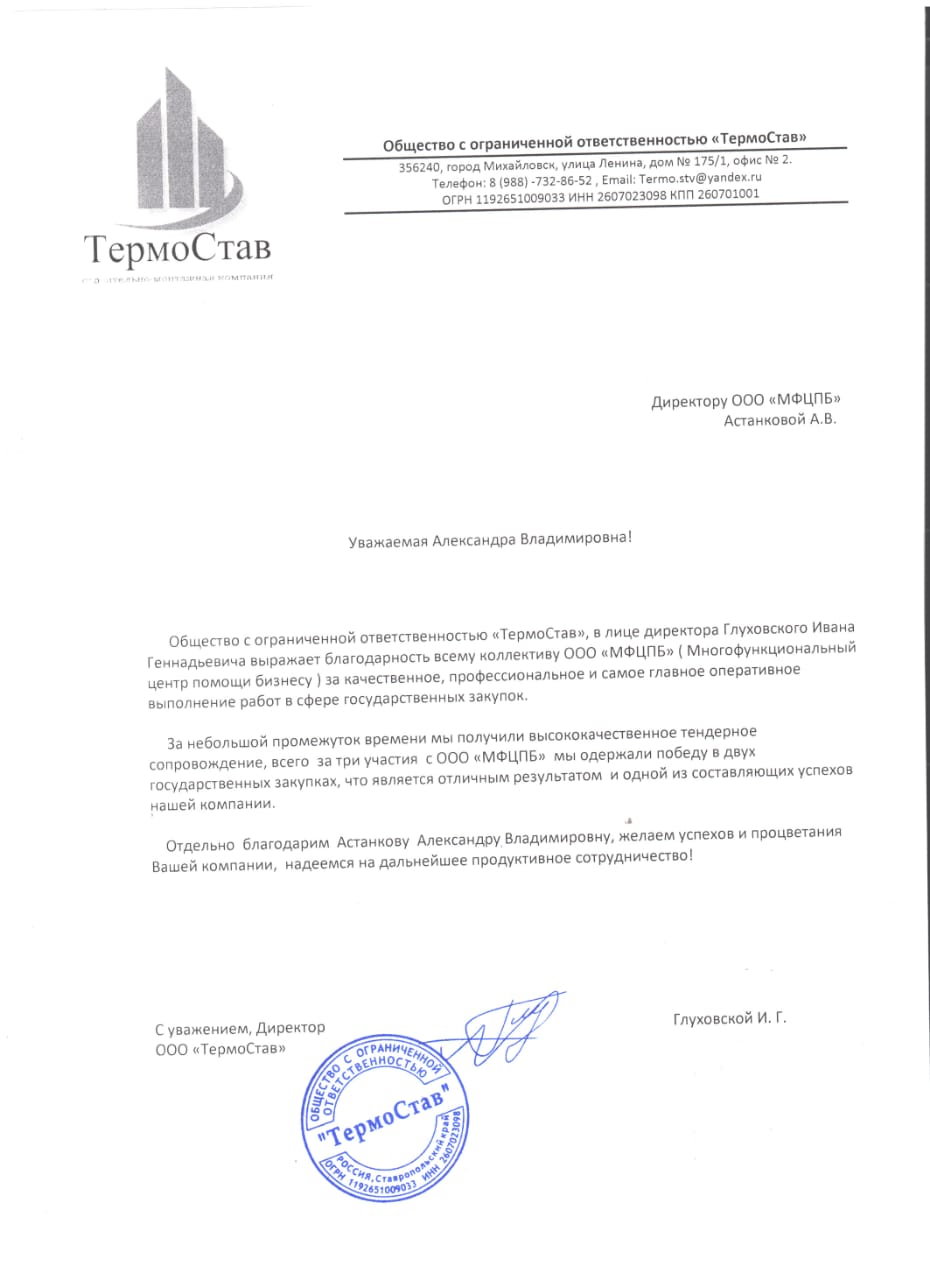 ТермоСтав
строительно-монтажная компания
Общество с ограниченной ответственностью «ТермоСтав»
356240, город Михайловск, улица Ленина, дом № 175/1, офис № 2.
Телефон: 8 (988) -732-86-52 , Email: Termo.stv@yandex.ru
ОГРН 1192651009033 ИНН 2607023098 КПП 260701001
Директору ООО «МФЦПБ»
Астанковой А.В.
Уважаемая Александра Владимировна!
Общество с ограниченной ответственностью «ТермоСтав», в лице директора Глуховского Ивана
Геннадьевича выражает благодарность всему коллективу ООО «МФЦПБ» ( Многофункциональный
центр помощи бизнесу ) за качественное, профессиональное и самое главное оперативное
выполнение работ в сфере государственных закупок.
За небольшой промежуток времени мы получили высококачественное тендерное
сопровождение, всего за три участия с ООО «МФЦПБ» мы одержали победу в двух
государственных закупках, что является отличным результатом и одной из составляющих успехов
нашей компании.
Отдельно благодарим Астанкову Александру Владимировну, желаем успехов и процветания
Вашей компании, надеемся на дальнейшее продуктивное сотрудничество!
С уважением, Директор
ООО «ТермоСтав»
Глуховской И. Г.
ОБЩЕСТВО С ОГРАНИЧЕННОЙ
ОТВЕТСТВЕННОСТЬЮ
"ТермоСтав"
РОССИЯ, Ставропольский край
ОГРН 1192651009033 ИНН 2607023098